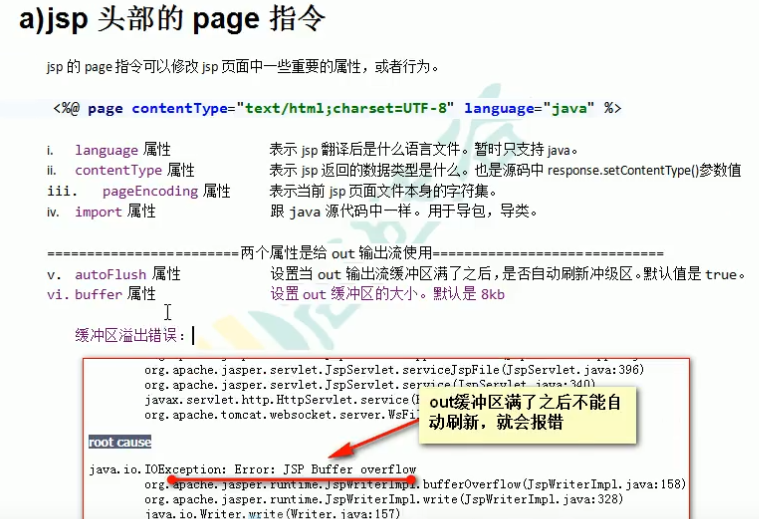 a)jsp 头部的 page 指令
jsp 的 page 指令可以修改 jsp 页面中一些重要的属性，或者行为。
<%@ page contentType="text/html;charset=UTF-8" language="java" %>
i. language 属性 表示 jsp 翻译后是什么语言文件。暂时只支持 java。
ii. contentType 属性 表示 jsp 返回的数据类型是什么。也是源码中 response.setContentType()参数值
iii. pageEncoding 属性 表示当前 jsp 页面文件本身的字符集。
iv. import 属性 跟 java 源代码中一样。用于导包，导类。
========================两个属性是给 out 输出流使用=============================
v. autoFlush 属性 设置当 out 输出流缓冲区满了之后，是否自动刷新冲级区。默认值是 true。
vi. buffer 属性 设置 out 缓冲区的大小。默认是 8kb
缓冲区溢出错误：
org.apache.jasper.servlet.JspServlet.serviceJspFile(JspServlet.java:396)
org.apache.jasper.servlet.JspServlet.service(JspServlet.java:340)
javax.servlet.http.HttpServlet.service(
org.apache.tomcat.websocket.server.WsFil
out缓冲区满了之后不能自
动刷新，就会报错
root cause
java.io.IOException: Error: JSP Buffer overflow
org.apache.jasper.runtime.JspWriterImpl.bufferOverflow(JspWriterImpl.java:158)
org.apache.jasper.runtime.JspWriterImpl.write(JspWriterImpl.java:328)
java.io.Writer.write(Writer.java:157)